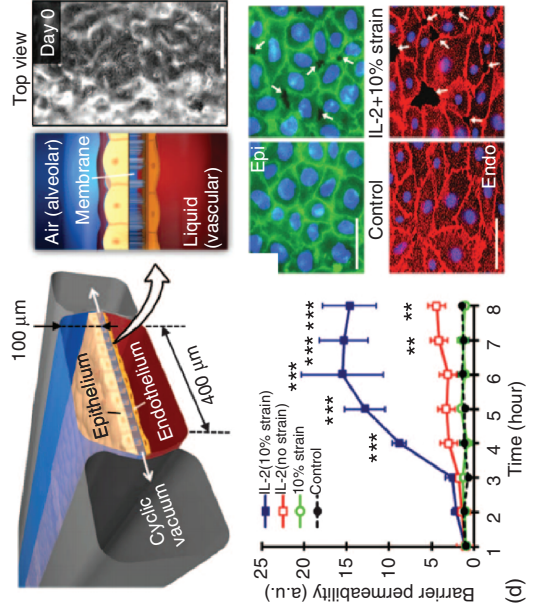 100 μm
Epithelium
Endothelium
400 μm
Cyclic
vacuum
Top view
Air (alveolar)
Membrane
Liquid
(vascular)
Day 0
Barrier permeability (a.u.)
25
20
15
10
5
0
IL-2(10% strain)
IL-2(no strain)
10% strain
Control
***
***
***
***
***
**
**
1
2
3
4
5
6
7
8
Time (hour)
(d)
Epi
Control
IL-2+10% strain
Endo